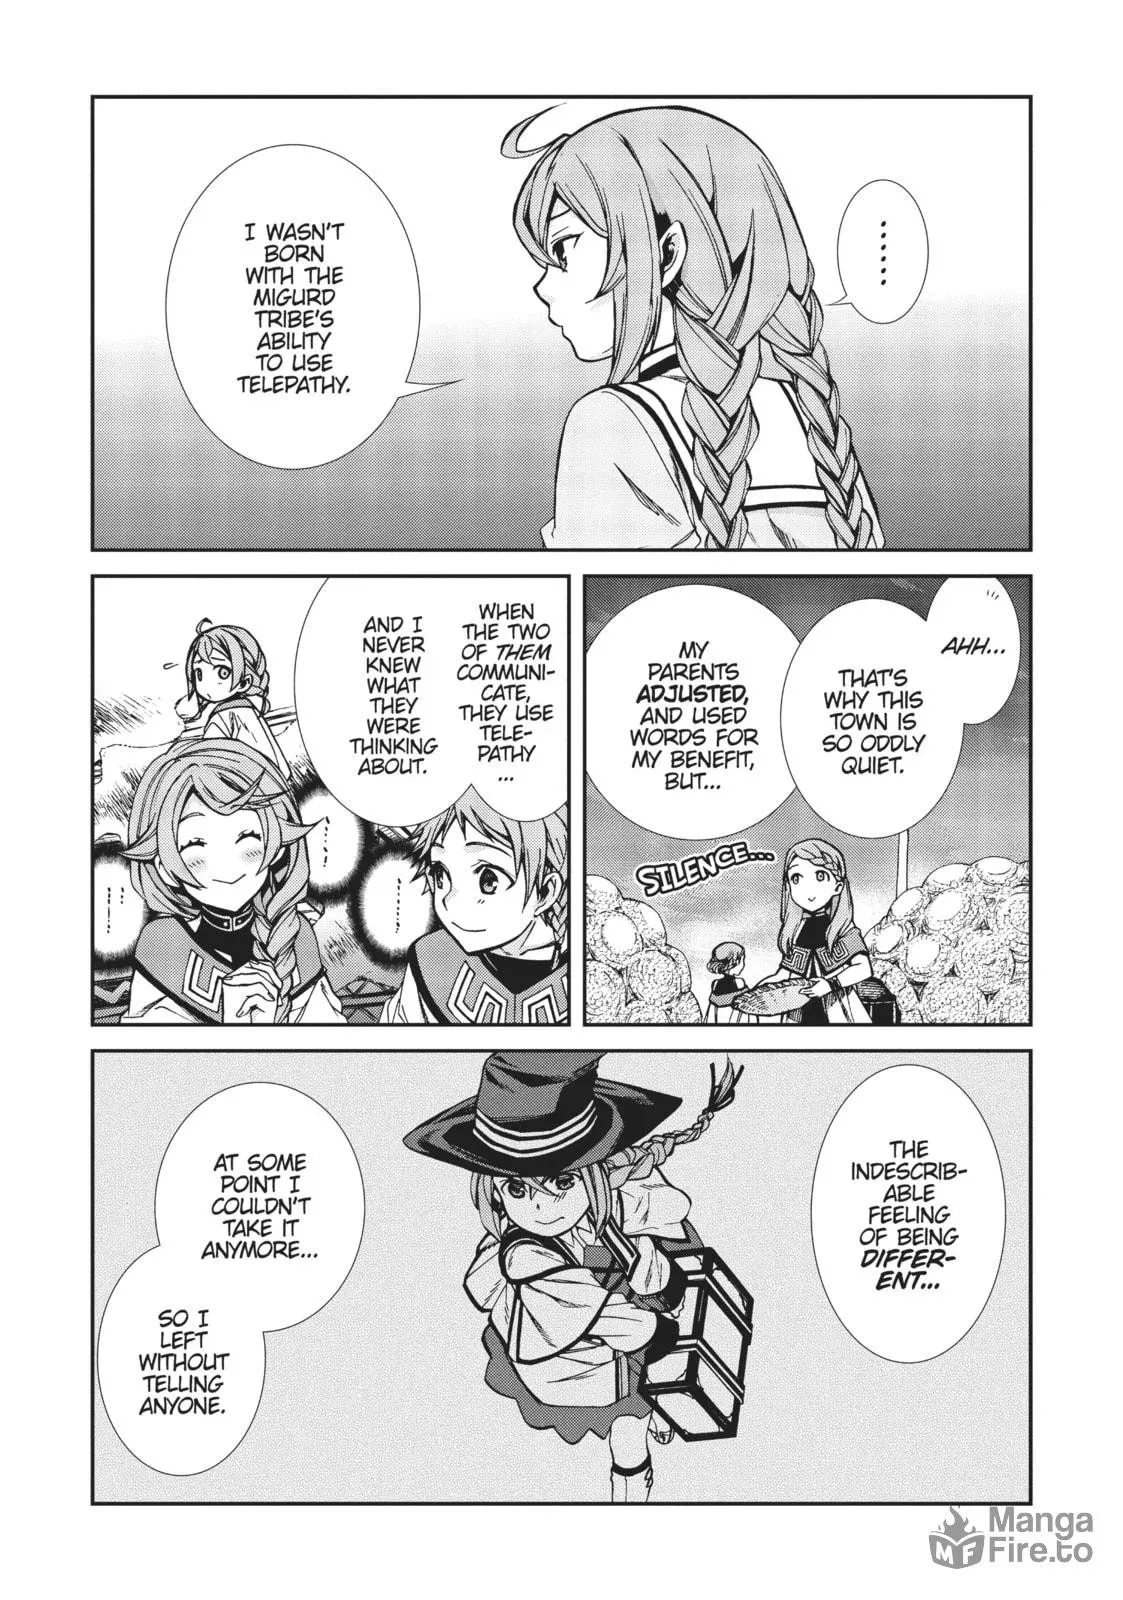 .......
I WASN'T
BORN
WITH THE
MIGURD
TRIBE'S
ABILITY
TO USE
TELEPATHY.
AHH...
THAT'S
WHY THIS
TOWN IS
SO ODDLY
QUIET.
MY
PARENTS
ADJUSTED,
AND USED
WORDS FOR
MY BENEFIT,
BUT...
SILENCE...
WHEN
THE TWO
OF THEM
COMMUNI-
CATE,
THEY USE
TELE-
PATHY
...
AND I
NEVER
KNEW
WHAT
THEY
WERE
THINKING
ABOUT.
THE
INDESCRIB-
ABLE
FEELING
OF BEING
DIFFER-
ENT...
AT SOME
POINT I
COULDN'T
TAKE IT
ANYMORE...
SO I
LEFT
WITHOUT
TELLING
ANYONE.
MF
Manga
Fire.to